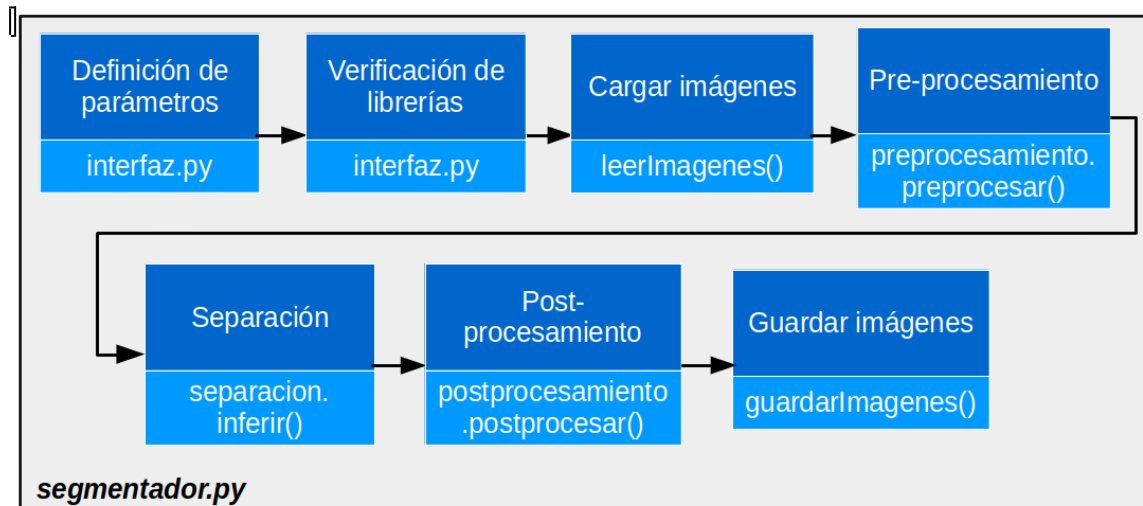 Definición de
parámetros
interfaz.py
Verificación de
librerías
interfaz.py
Cargar imágenes
leerImagenes()
Pre-procesamiento
preprocesamiento.
preprocesar()
Separación
separacion.
inferir()
Post-
procesamiento
postprocesamiento
.postprocesar()
Guardar imágenes
guardarImagenes()
segmentador.py